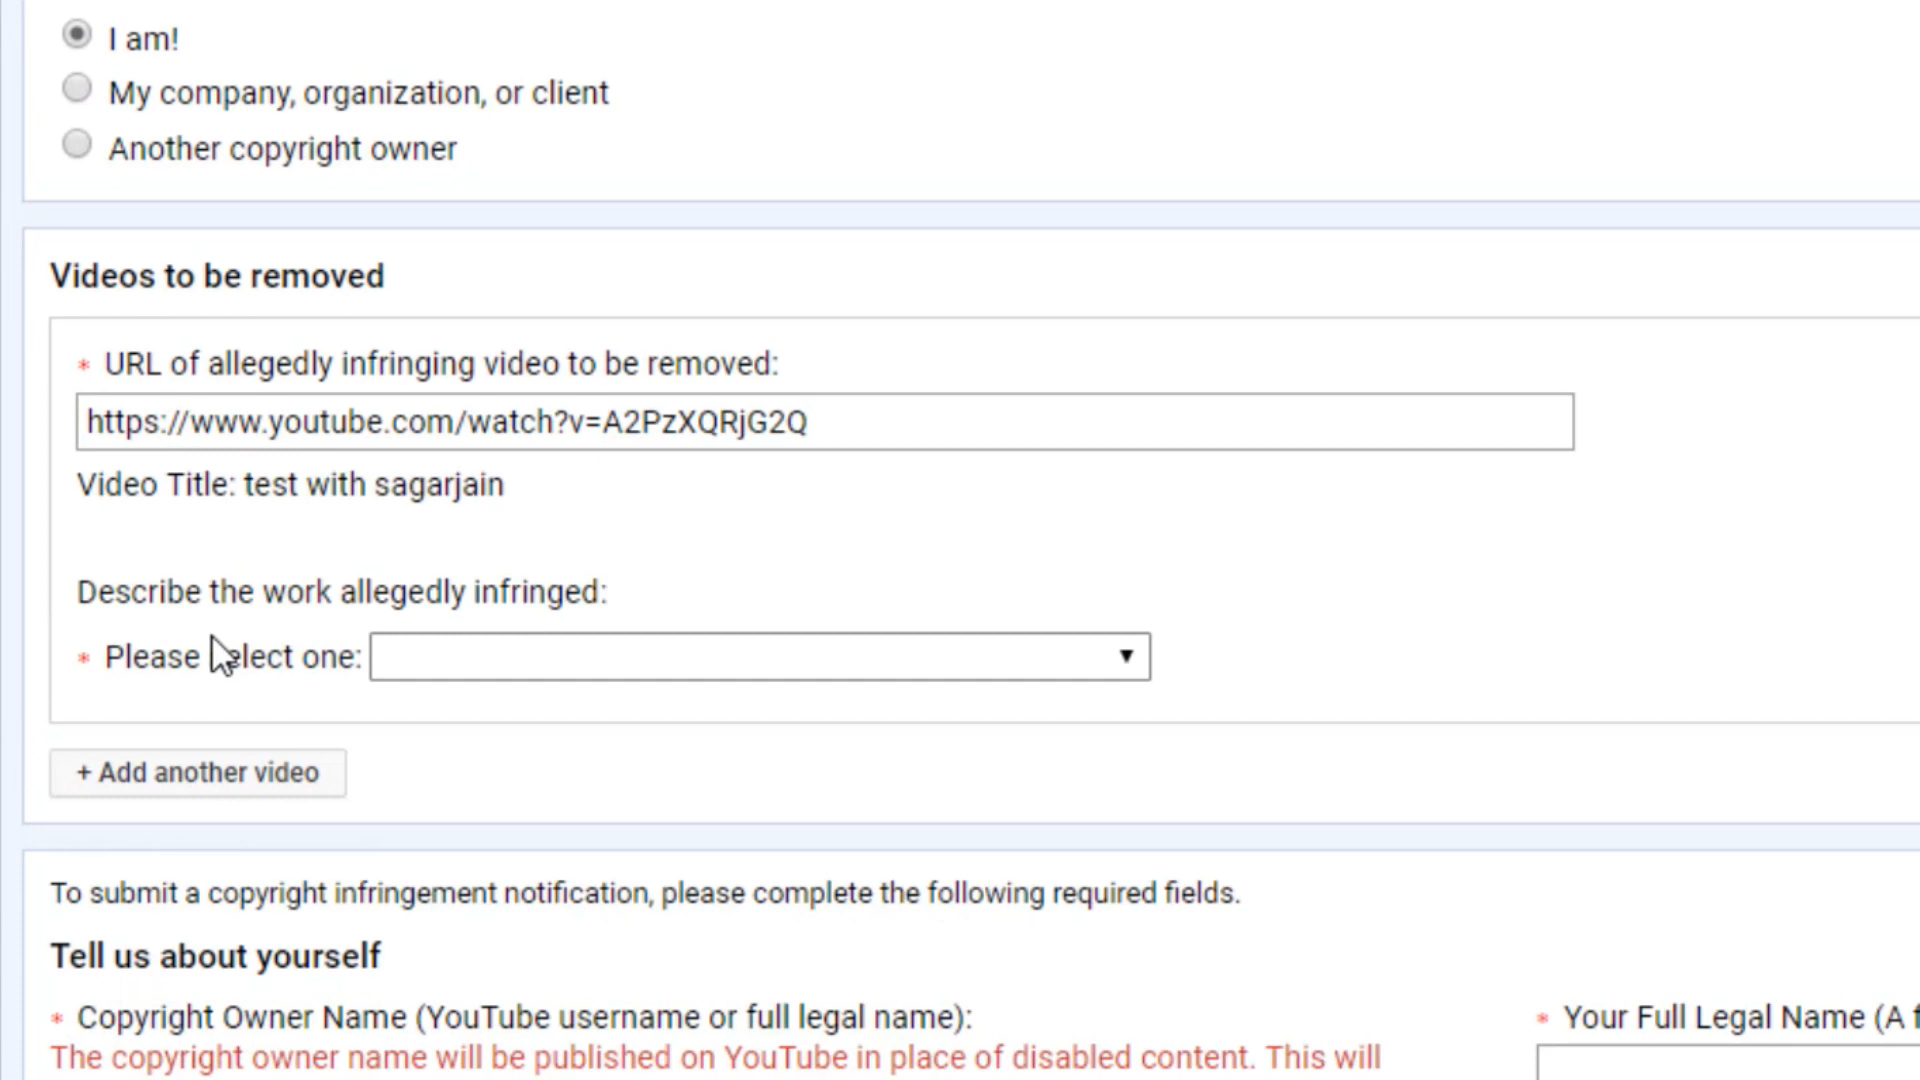 I am!
My company, organization, or client
Another copyright owner
Videos to be removed
* URL of allegedly infringing video to be removed:
https://www.youtube.com/watch?v=A2PzXQRjG2Q
Video Title: test with sagarjain
Describe the work allegedly infringed:
* Please select one:
+ Add another video
To submit a copyright infringement notification, please complete the following required fields.
Tell us about yourself
* Copyright Owner Name (YouTube username or full legal name):
* Your Full Legal Name (A f
The copyright owner name will be published on YouTube in place of disabled content. This will